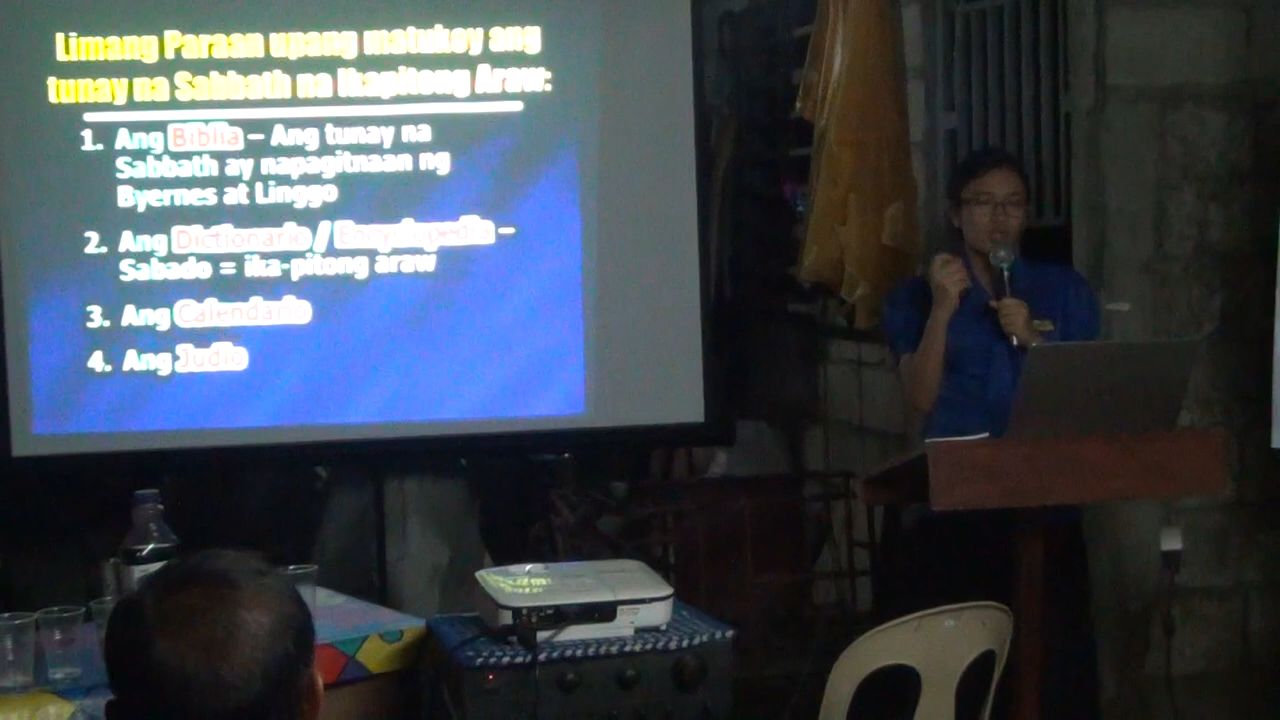 Limang Paraan upang matukoy ang
tunay na Sabbath na Ikapitong Araw:
1. Ang Biblia – Ang tunay na
Sabbath ay napagitnaan ng
Byernes at Linggo
2. Ang Dictionario / Encyclopedia –
Sabado = ika-pitong araw
3. Ang Calendario
4. Ang Judio